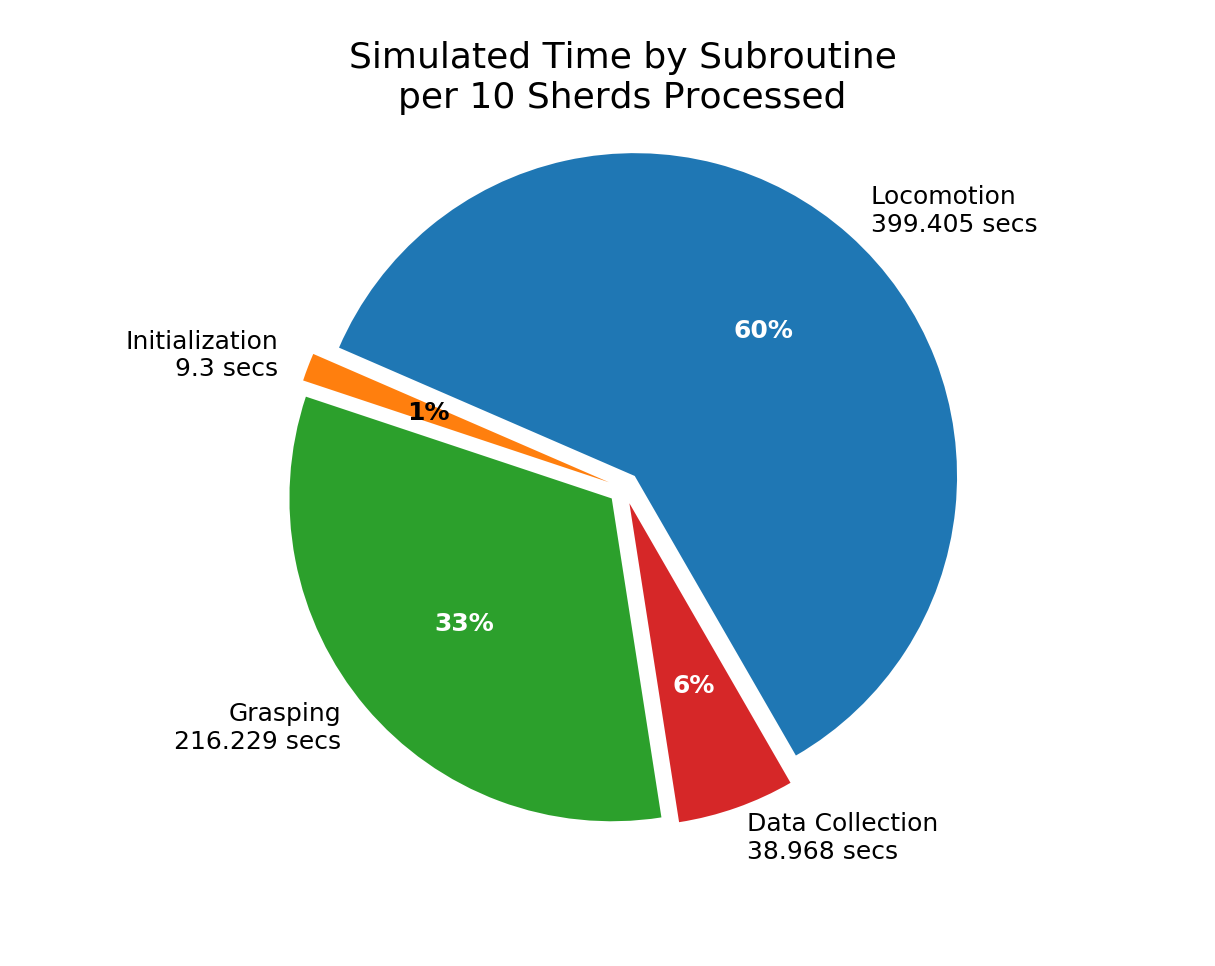 Simulated Time by Subroutine
per 10 Sherds Processed
Locomotion
399.405 secs
60%
Initialization
9.3 secs
1%
33%
6%
Grasping
216.229 secs
Data Collection
38.968 secs